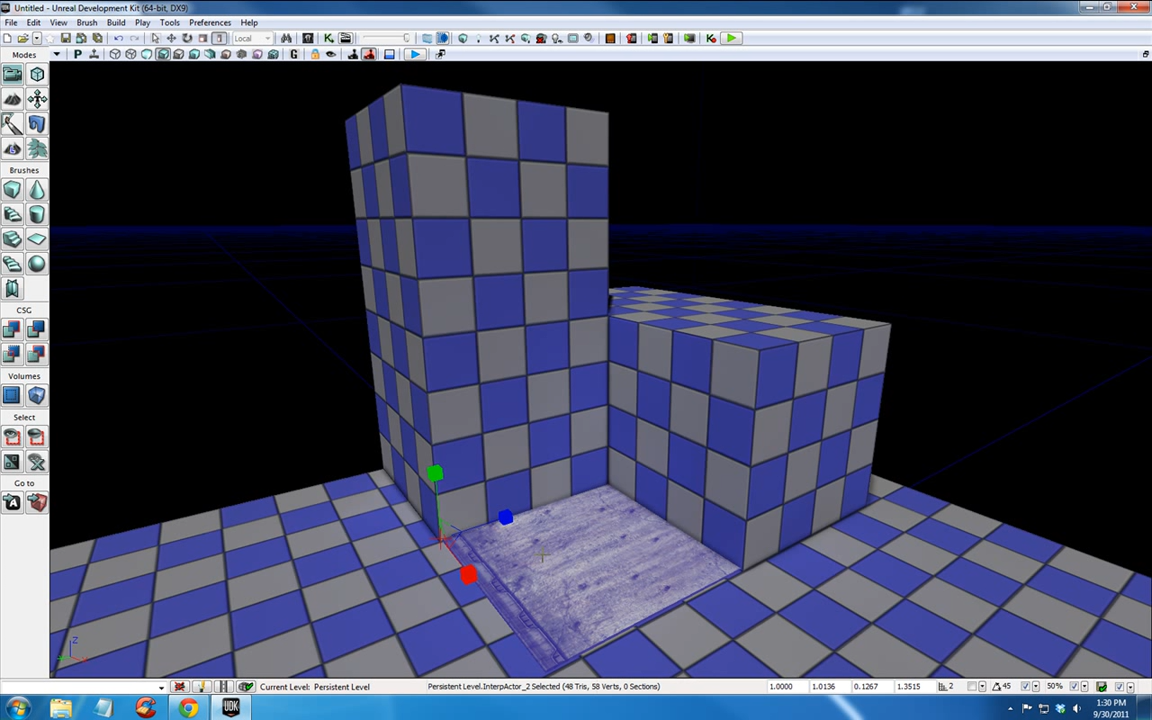 Untitled - Unreal Development Kit (64-bit, DX9)
File Edit View Brush Build Play Tools Preferences Help
Local
P G
Modes
Brushes
CSG
Volumes
Select
Go to
Z
Current Level: Persistent Level
Persistent Level.InterpActor_2 Selected (48 Tris, 58 Verts, 0 Sections)
1.0000 1.0136 0.1267 1.3515 2 45 50%
UDK
1:30 PM
9/30/2011